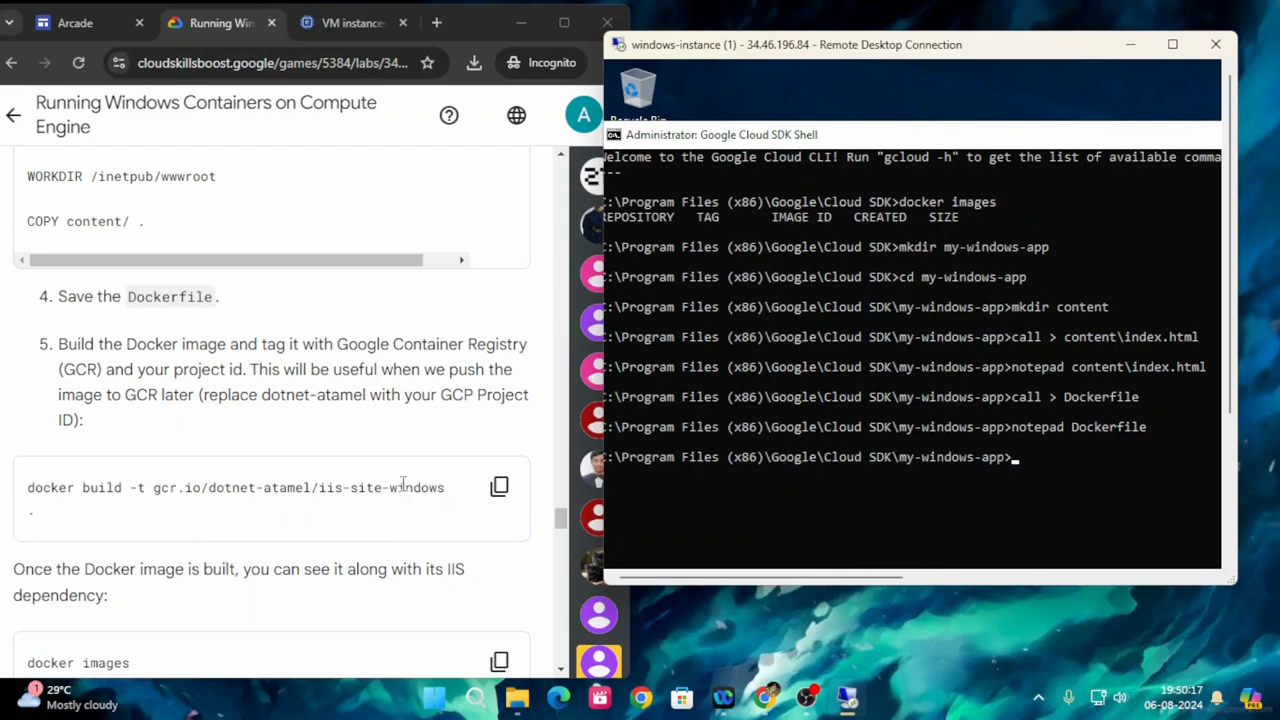 Arcade
Running Win
VM instances
cloudskillsboost.google/games/5384/labs/34...
Incognito
Running Windows Containers on Compute
Engine
A
WORKDIR /inetpub/wwwroot
COPY content/ .
4. Save the Dockerfile.
5. Build the Docker image and tag it with Google Container Registry
(GCR) and your project id. This will be useful when we push the
image to GCR later (replace dotnet-atamel with your GCP Project
ID):
docker build -t gcr.io/dotnet-atamel/iis-site-windows
.
Once the Docker image is built, you can see it along with its IIS
dependency:
docker images
windows-instance (1) - 34.46.196.84 - Remote Desktop Connection
Administrator: Google Cloud SDK Shell
elcome to the Google Cloud CLI! Run "gcloud -h" to get the list of available comma
---
:\Program Files (x86)\Google\Cloud SDK>docker images
REPOSITORY TAG IMAGE ID CREATED SIZE
:\Program Files (x86)\Google\Cloud SDK>mkdir my-windows-app
:\Program Files (x86)\Google\Cloud SDK>cd my-windows-app
:\Program Files (x86)\Google\Cloud SDK\my-windows-app>mkdir content
:\Program Files (x86)\Google\Cloud SDK\my-windows-app>call > content\index.html
:\Program Files (x86)\Google\Cloud SDK\my-windows-app>notepad content\index.html
:\Program Files (x86)\Google\Cloud SDK\my-windows-app>call > Dockerfile
:\Program Files (x86)\Google\Cloud SDK\my-windows-app>notepad Dockerfile
:\Program Files (x86)\Google\Cloud SDK\my-windows-app>
1
29°C
Mostly cloudy
19:50:17
06-08-2024
PRE